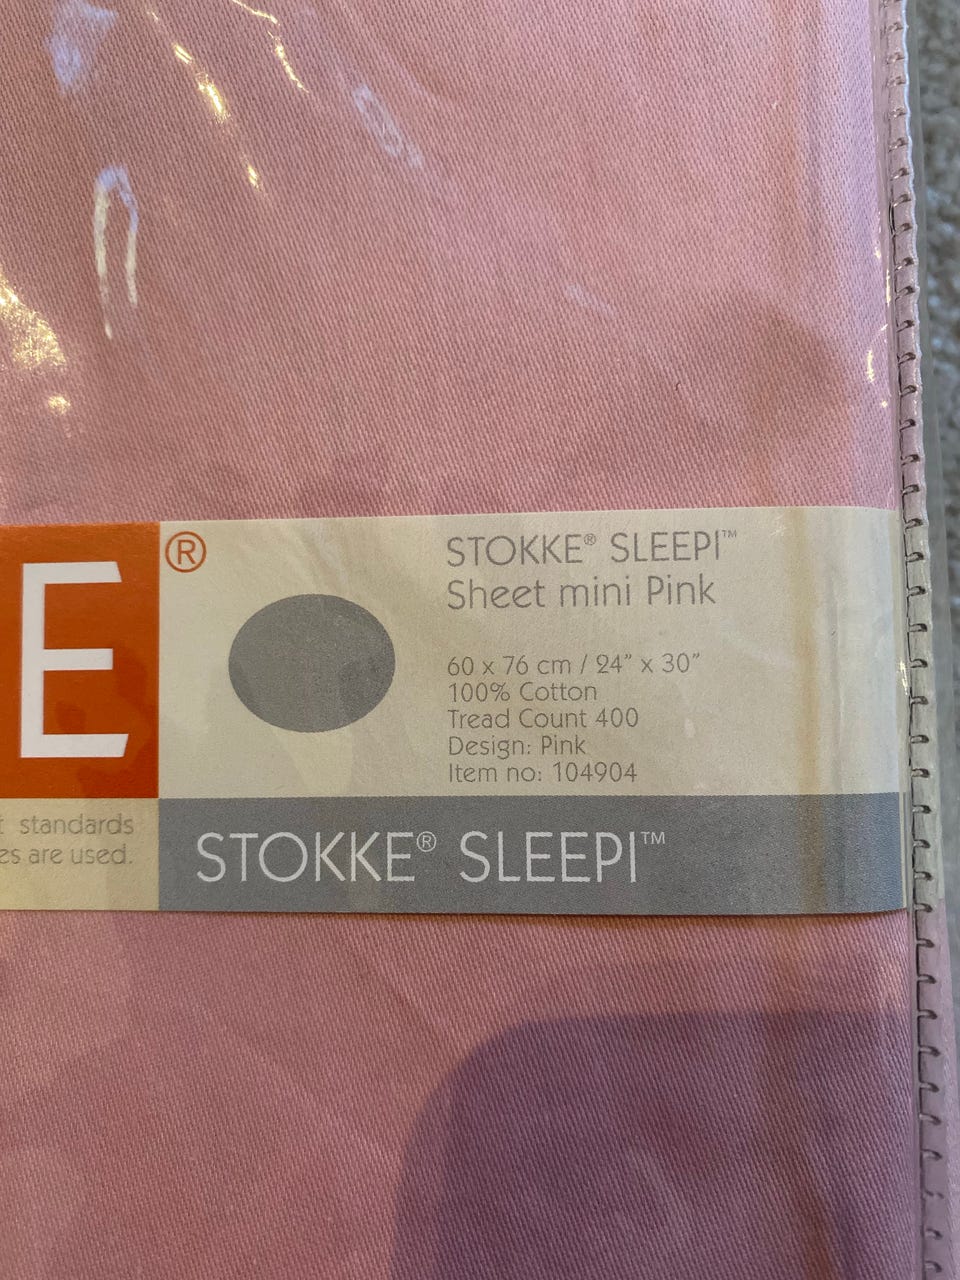 E®
STOKKE® SLEEPI™
Sheet mini Pink
60 x 76 cm / 24" x 30"
100% Cotton
Tread Count 400
Design: Pink
Item no: 104904
standards
es are used.
STOKKE® SLEEPI™